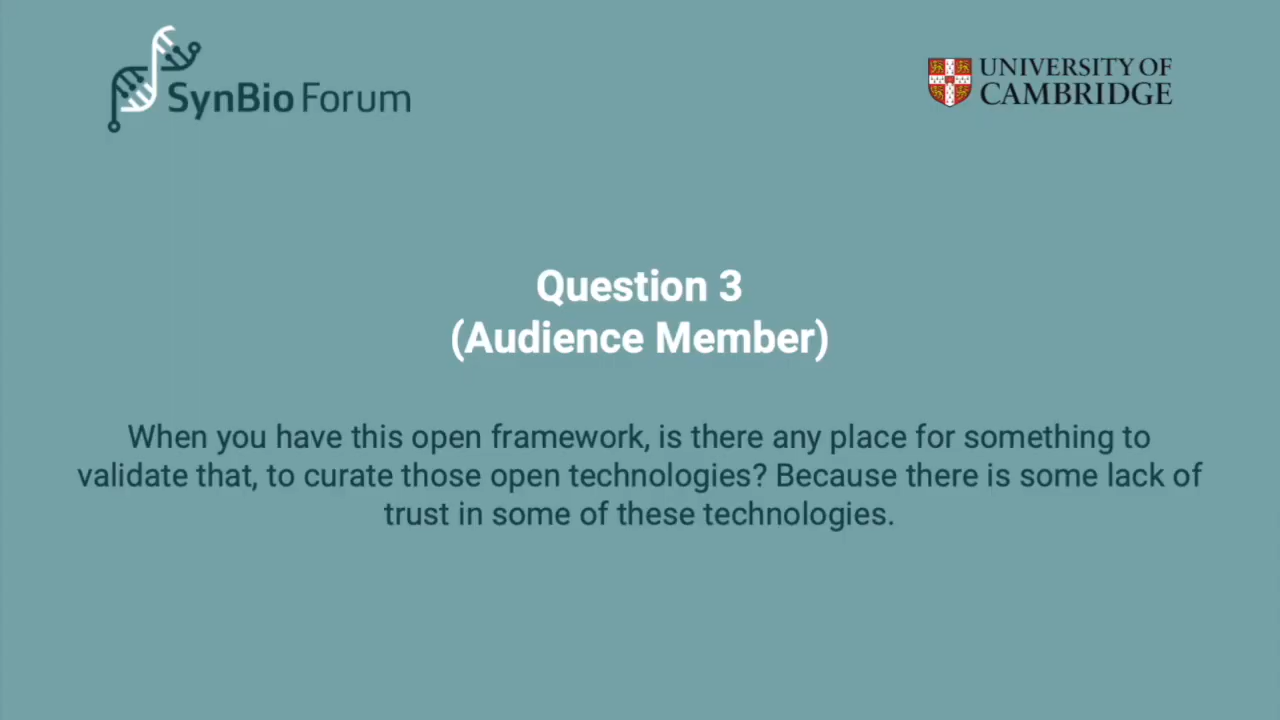 SynBio Forum
UNIVERSITY OF
CAMBRIDGE
Question 3
(Audience Member)
When you have this open framework, is there any place for something to
validate that, to curate those open technologies? Because there is some lack of
trust in some of these technologies.